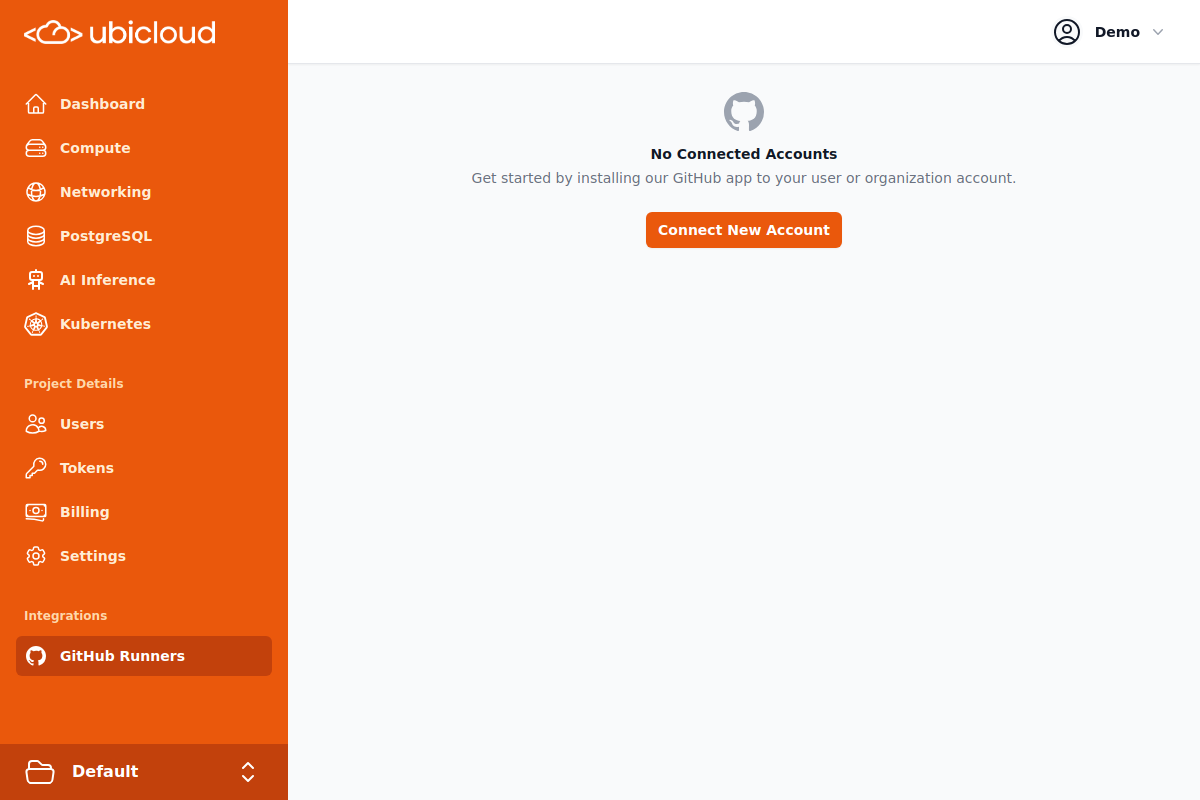 ubicloud
Dashboard
Compute
Networking
PostgreSQL
AI Inference
Kubernetes
Project Details
Users
Tokens
Billing
Settings
Integrations
GitHub Runners
Default
Demo
No Connected Accounts
Get started by installing our GitHub app to your user or organization account.
Connect New Account